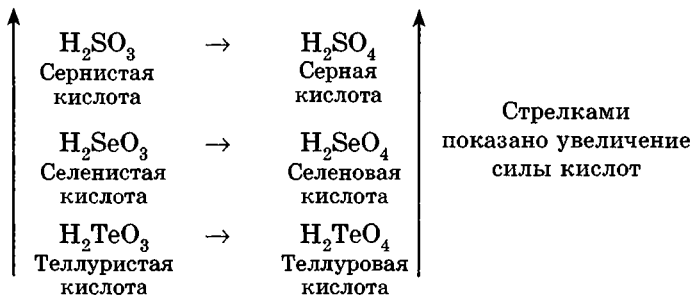 H₂SO₃ → H₂SO₄
Сернистая Серная
кислота кислота
H₂SeO₃ → H₂SeO₄
Селенистая Селеновая
кислота кислота
H₂TeO₃ → H₂TeO₄
Теллуристая Теллуровая
кислота кислота
Стрелками
показано увеличение
силы кислот